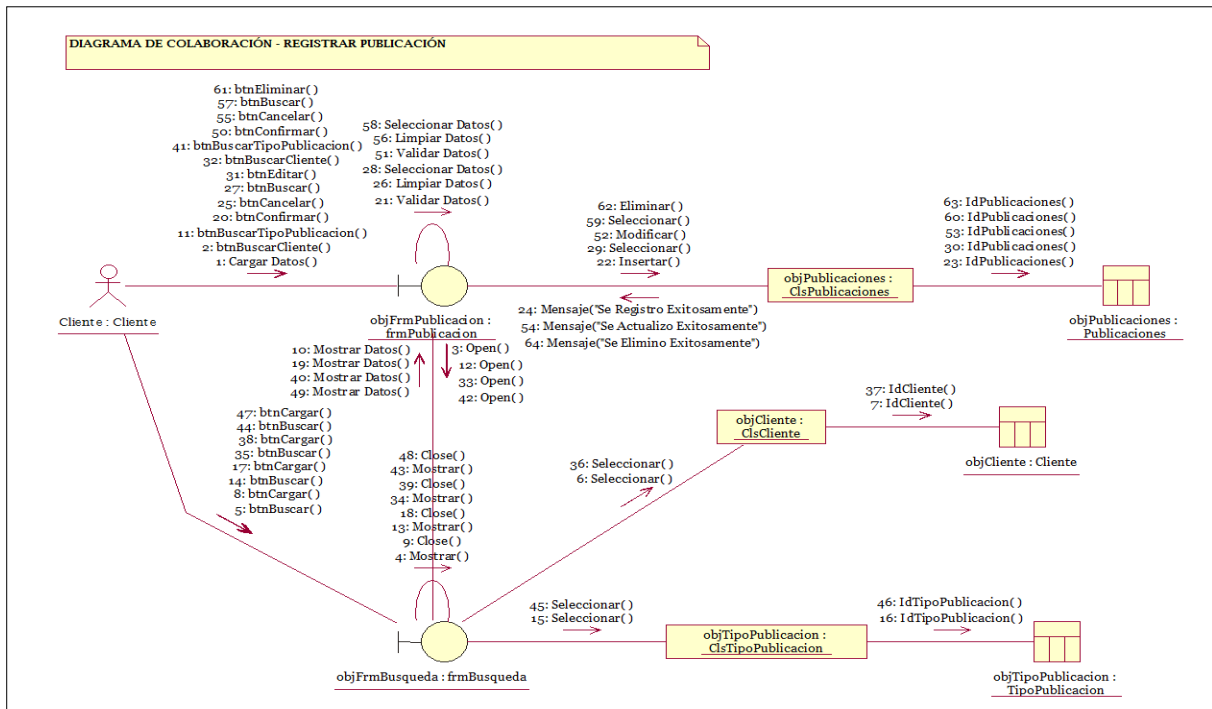 DIAGRAMA DE COLABORACIÓN - REGISTRAR PUBLICACIÓN
61: btnEliminar( )
57: btnBuscar( )
55: btnCancelar( )
50: btnConfirmar( )
41: btnBuscarTipoPublicacion( )
32: btnBuscarCliente( )
31: btnEditar( )
27: btnBuscar( )
25: btnCancelar( )
20: btnConfirmar( )
11: btnBuscarTipoPublicacion( )
2: btnBuscarCliente( )
1: Cargar Datos( )
58: Seleccionar Datos( )
56: Limpiar Datos( )
51: Validar Datos( )
28: Seleccionar Datos( )
26: Limpiar Datos( )
21: Validar Datos( )
62: Eliminar( )
59: Seleccionar( )
52: Modificar( )
29: Seleccionar( )
22: Insertar( )
63: IdPublicaciones( )
60: IdPublicaciones( )
53: IdPublicaciones( )
30: IdPublicaciones( )
23: IdPublicaciones( )
Cliente : Cliente
objFrmPublicacion :
frmPublicacion
objPublicaciones :
ClsPublicaciones
objPublicaciones :
Publicaciones
24: Mensaje("Se Registro Exitosamente")
54: Mensaje("Se Actualizo Exitosamente")
64: Mensaje("Se Elimino Exitosamente")
10: Mostrar Datos( )
19: Mostrar Datos( )
40: Mostrar Datos( )
49: Mostrar Datos( )
3: Open( )
12: Open( )
33: Open( )
42: Open( )
47: btnCargar( )
44: btnBuscar( )
38: btnCargar( )
35: btnBuscar( )
17: btnCargar( )
14: btnBuscar( )
8: btnCargar( )
5: btnBuscar( )
48: Close( )
43: Mostrar( )
39: Close( )
34: Mostrar( )
18: Close( )
13: Mostrar( )
9: Close( )
4: Mostrar( )
36: Seleccionar( )
6: Seleccionar( )
objCliente :
ClsCliente
37: IdCliente( )
7: IdCliente( )
objCliente : Cliente
45: Seleccionar( )
15: Seleccionar( )
objTipoPublicacion :
ClsTipoPublicacion
46: IdTipoPublicacion( )
16: IdTipoPublicacion( )
objFrmBusqueda : frmBusqueda
objTipoPublicacion :
TipoPublicacion